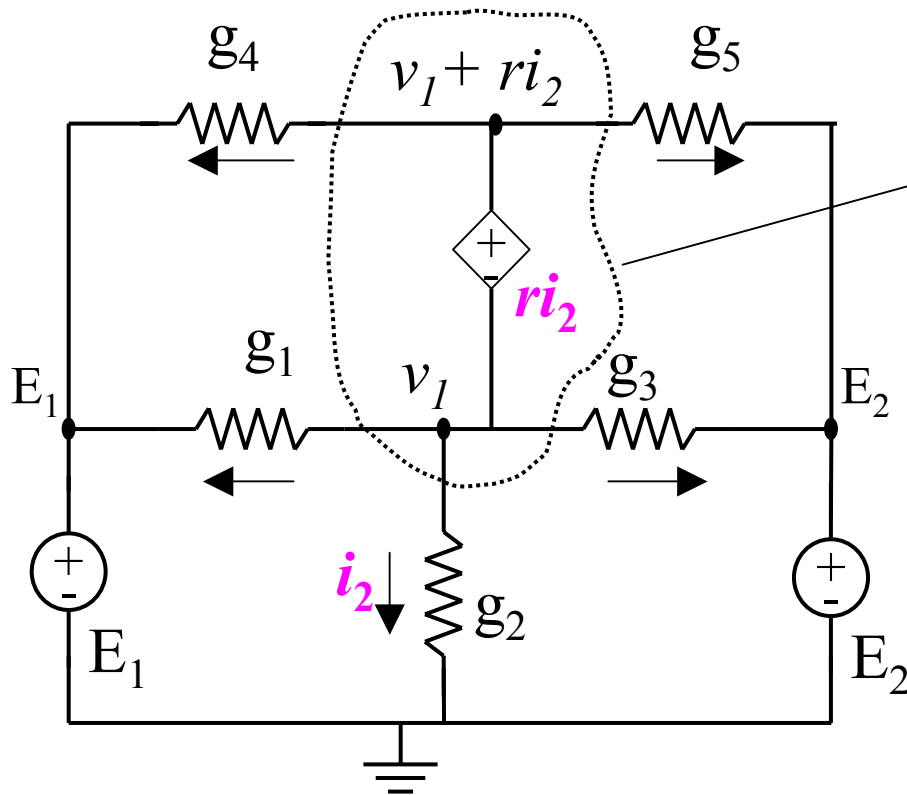 g₄
v₁ + ri₂
g₅
+
-
ri₂
g₁
v₁
g₃
E₁
E₂
+
-
i₂
g₂
+
-
E₁
E₂